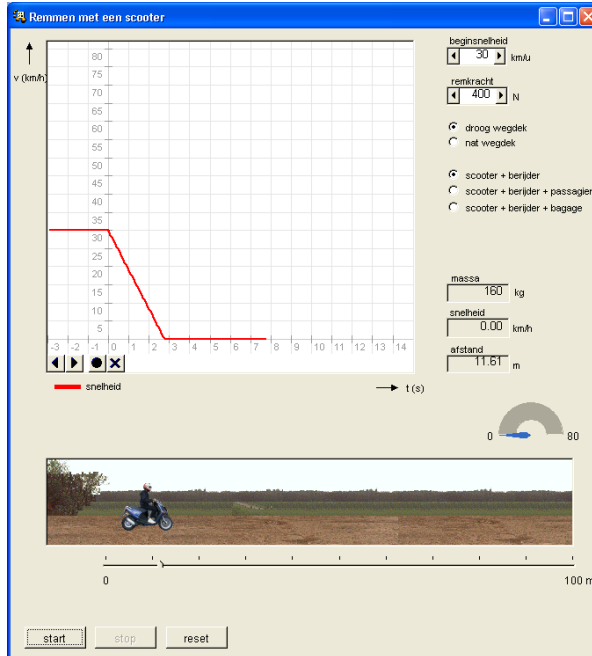 Remmen met een scooter
v (km/h)
80
75
70
65
60
55
50
45
40
35
30
25
20
15
10
5
-3 -2 -1 0 1 2 3 4 5 6 7 8 9 10 11 12 13 14
snelheid
t (s)
beginsnelheid
30 km/u
remkracht
400 N
droog wegdek
nat wegdek
scooter + berijder
scooter + berijder + passagier
scooter + berijder + bagage
massa
160 kg
snelheid
0.00 km/h
afstand
11.61 m
0 80
0 100 m
start stop reset